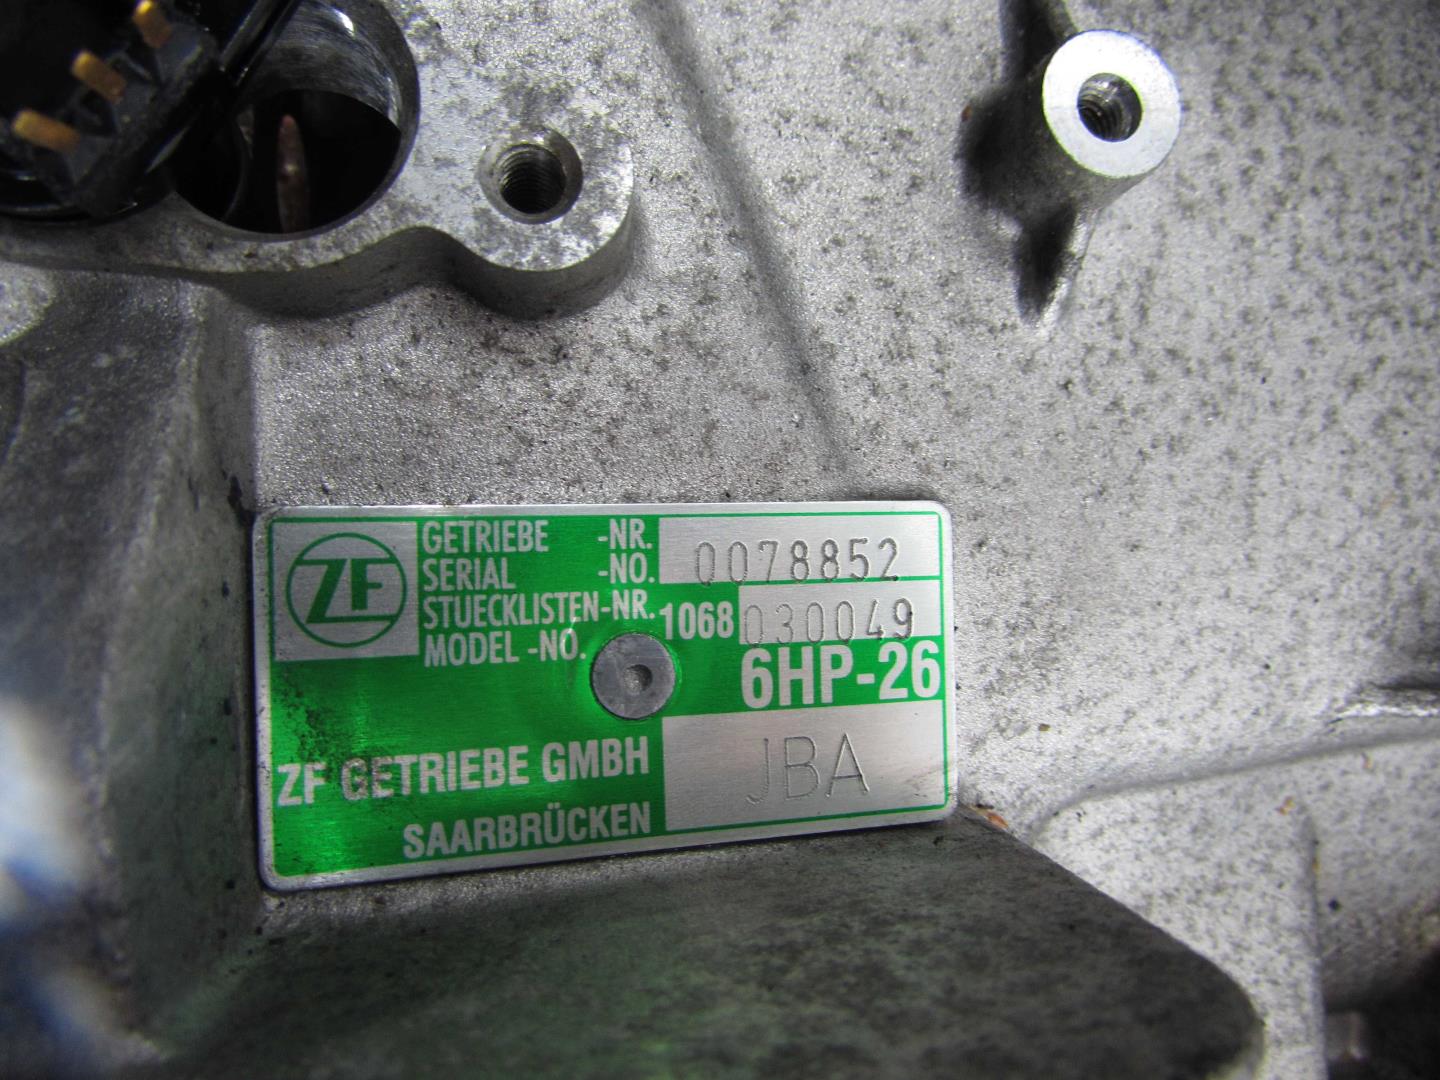 ZF
GETRIEBE -NR.
SERIAL -NO. 0078852
STUECKLISTEN-NR.
MODEL -NO. 1068 030049
6HP-26
ZF GETRIEBE GMBH
SAARBRÜCKEN
JBA